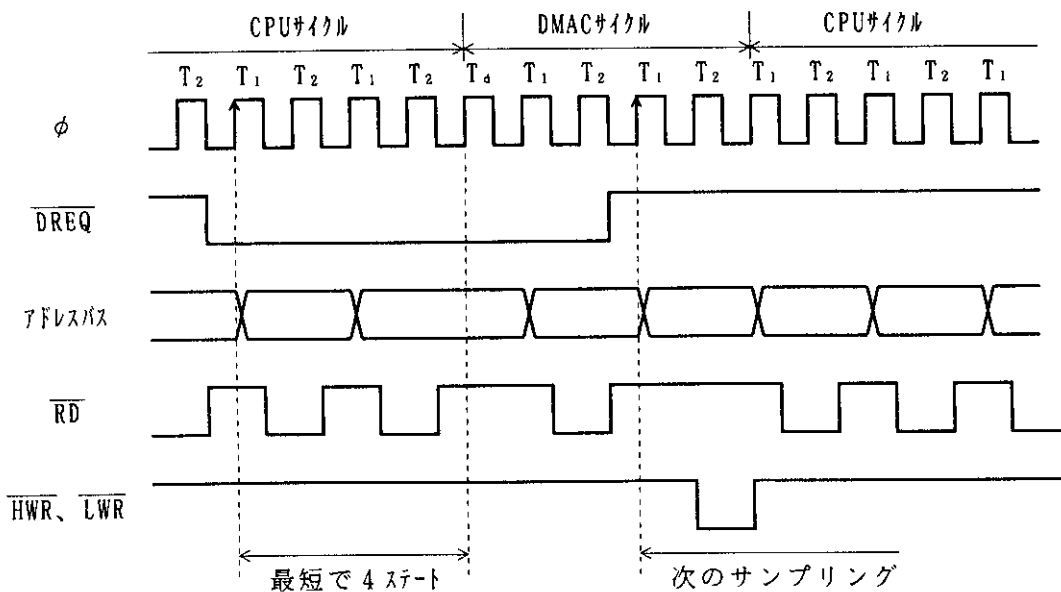 CPUサイクル DMACサイクル CPUサイクル
T₂ T₁ T₂ T₁ T₂ Td T₁ T₂ T₁ T₂ T₁ T₂ T₁ T₂ T₁
φ
DREQ
アドレスバス
RD
HWR、LWR
最短で4ステート 次のサンプリング